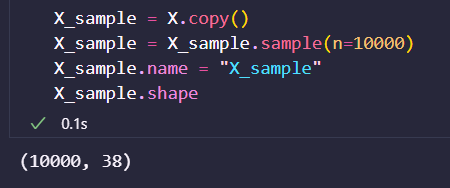 X_sample = X.copy()
X_sample = X_sample.sample(n=10000)
X_sample.name = "X_sample"
X_sample.shape
0.1s
(10000, 38)